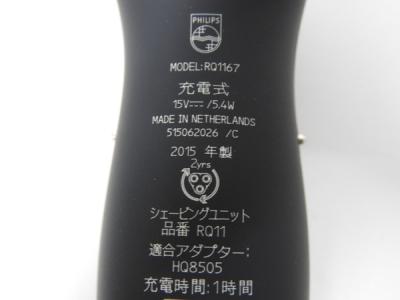 PHILIPS
MODEL:RQ1167
充電式
15V⎓/5.4W
MADE IN NETHERLANDS
515062026 /C
2015 年製
2yrs
シェービングユニット
品番 RQ11
適合アダプター:
HQ8505
充電時間:1時間